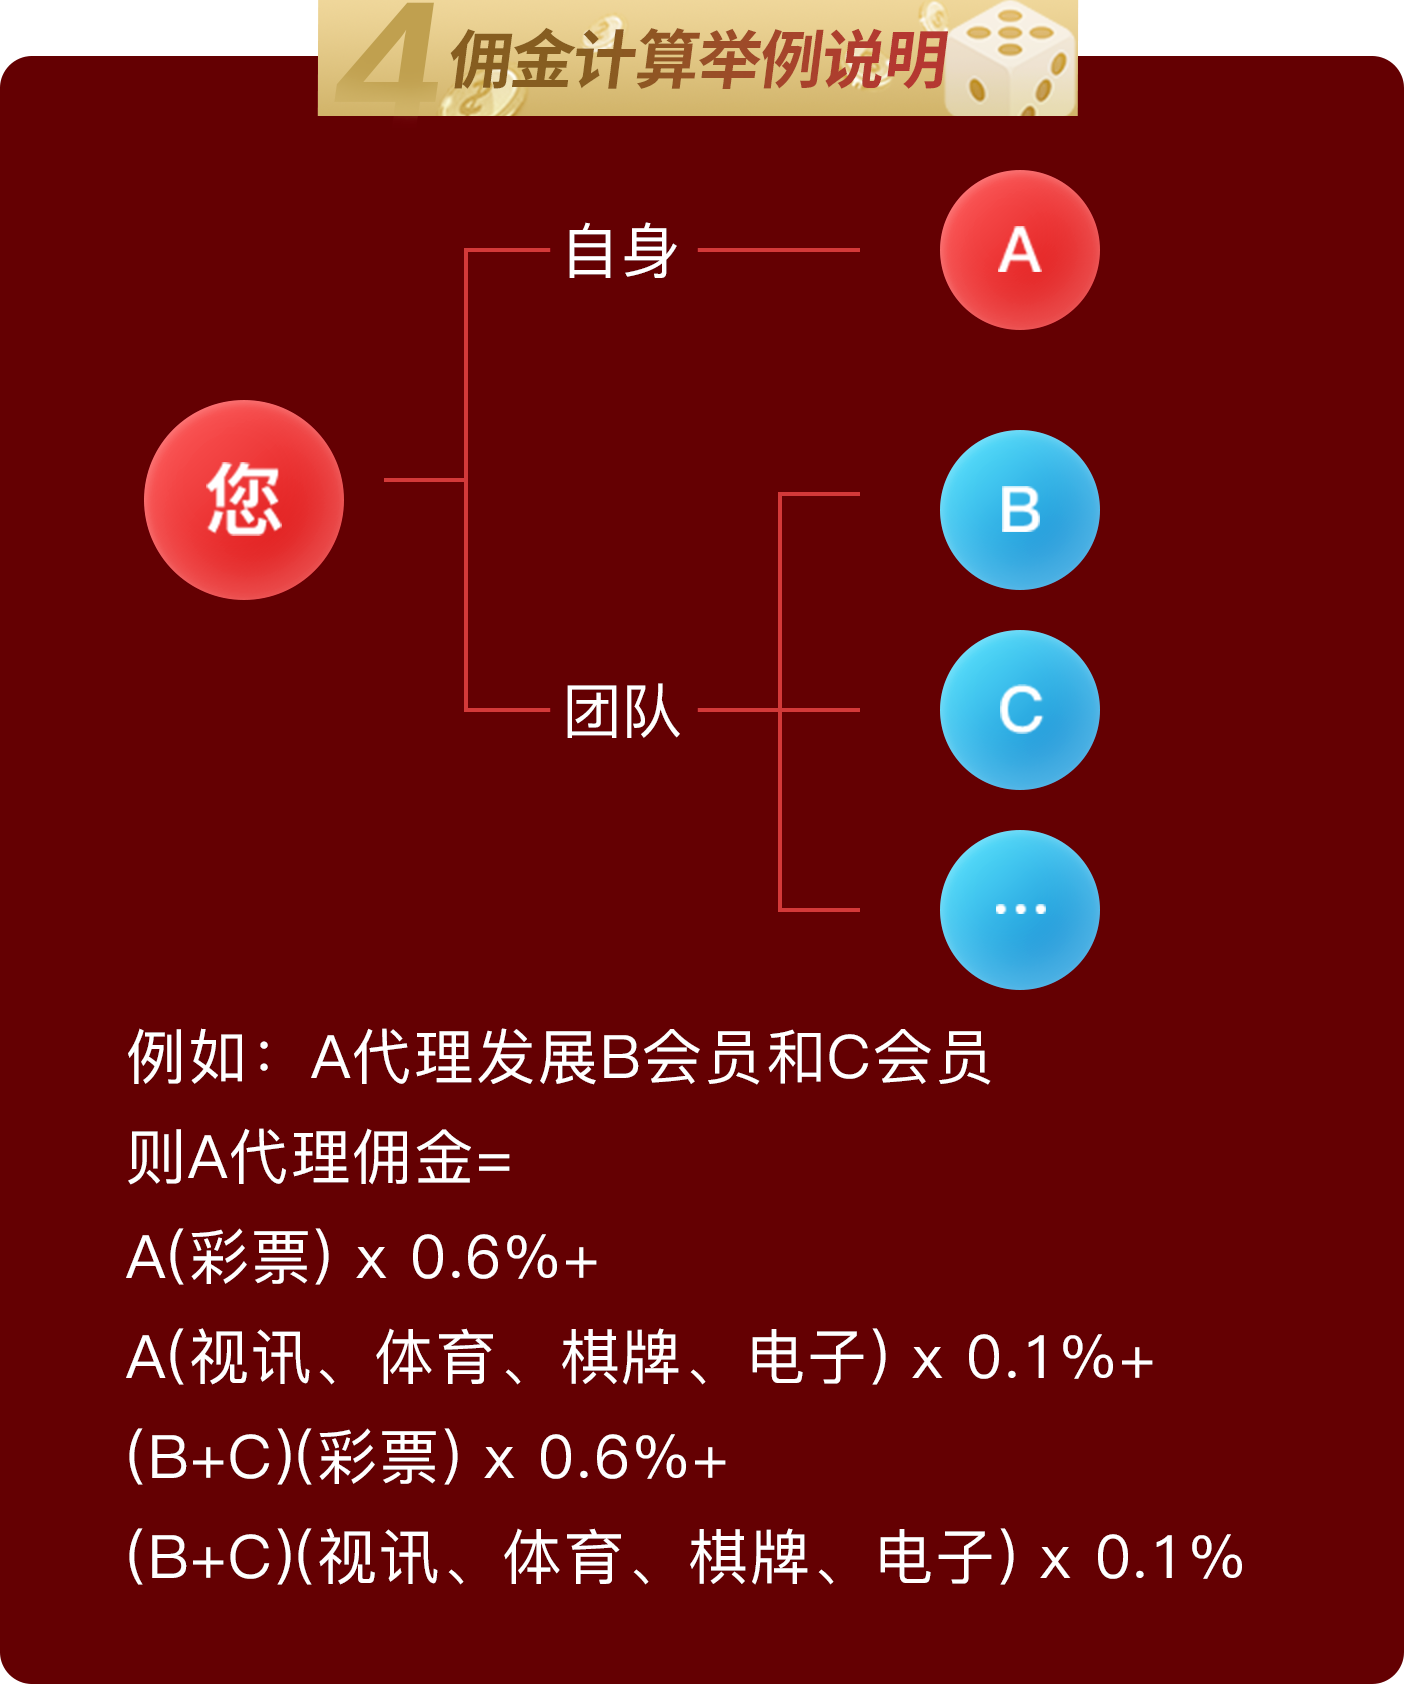 4 佣金计算举例说明
自身
A
您
B
团队
C
...
例如：A代理发展B会员和C会员
则A代理佣金=
A(彩票) x 0.6%+
A(视讯、体育、棋牌、电子) x 0.1%+
(B+C)(彩票) x 0.6%+
(B+C)(视讯、体育、棋牌、电子) x 0.1%